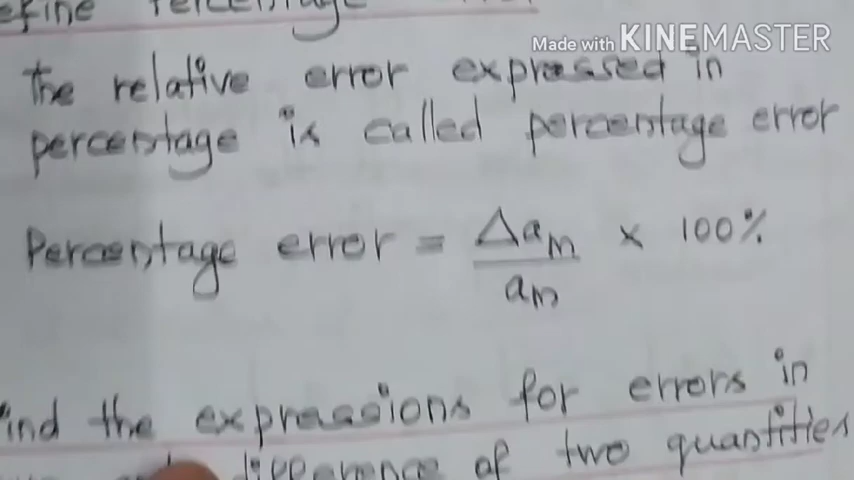 Made with KINEMASTER
The relative error expressed in
percentage is called percentage error
Percentage error = Δam/am × 100%
the expressions for errors in
difference of two quantities